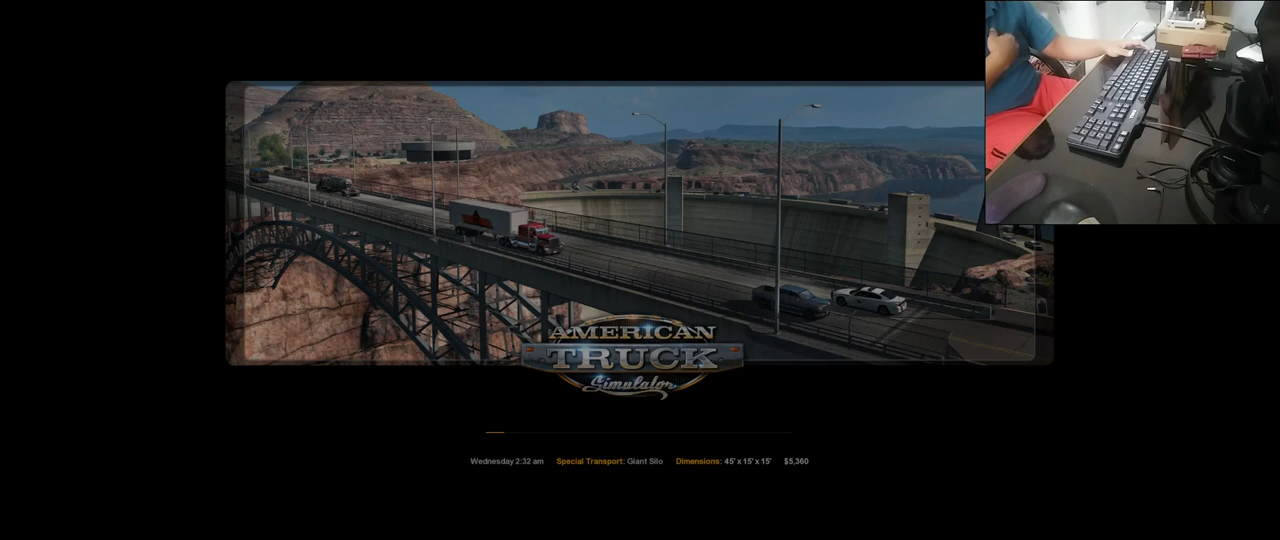 AMERICAN
TRUCK
Simulator
Wednesday 2:32 am Special Transport: Giant Silo Dimensions: 45' x 15' x 15' $5,360